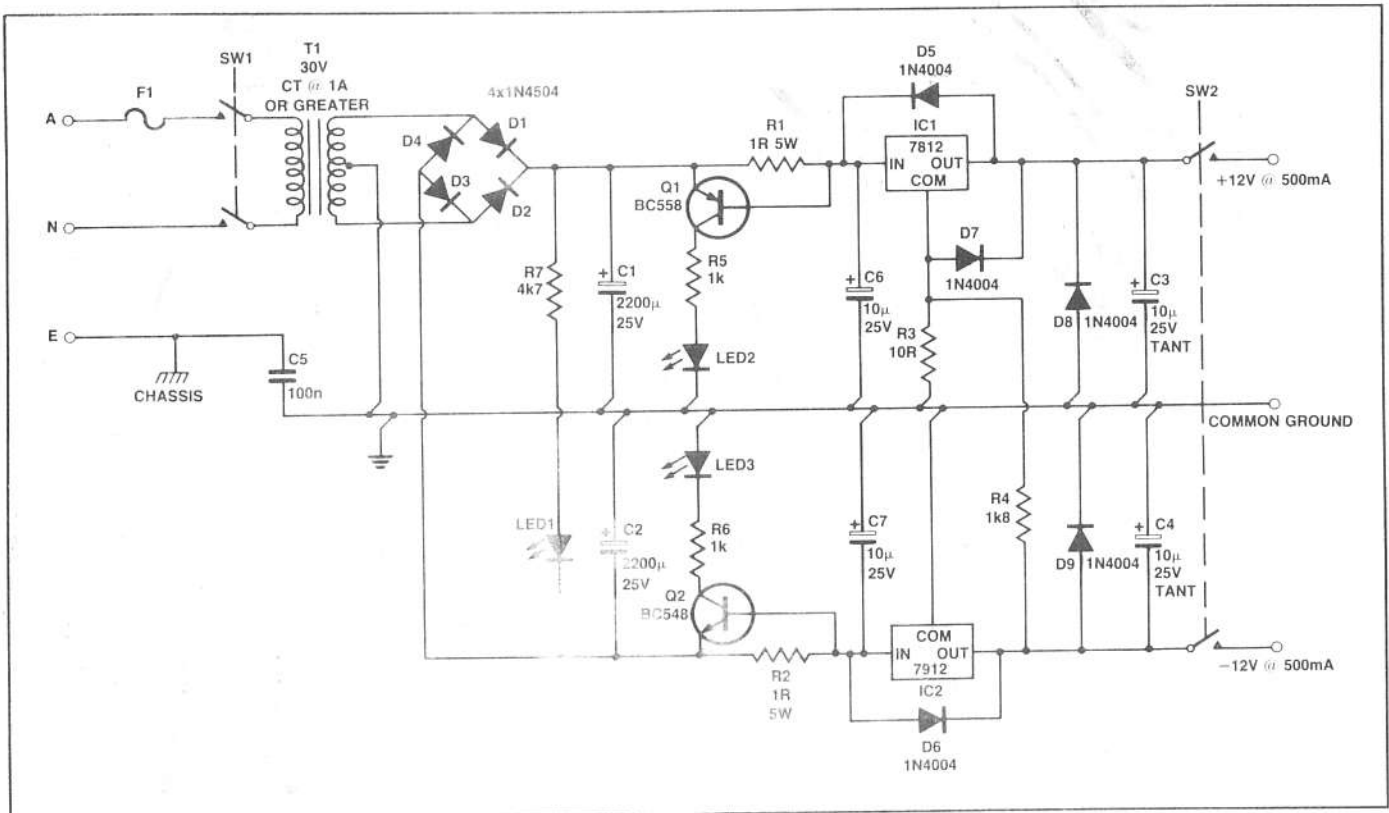 SW1
T1
30V
CT @ 1A
OR GREATER
F1
A
N
E
CHASSIS
C5
100n
4x1N4504
D4
D1
D3
D2
R7
4k7
LED1
C1
+
2200μ
25V
C2
+
2200μ
25V
Q1
BC558
R5
1k
LED2
LED3
R6
1k
Q2
BC548
R1
1R 5W
R2
1R
5W
C6
+
10μ
25V
C7
+
10μ
25V
D5
1N4004
IC1
7812
IN OUT
COM
D7
1N4004
R3
10R
R4
1k8
COM
IN OUT
7912
IC2
D6
1N4004
D8 1N4004
D9 1N4004
C3
+
10μ
25V
TANT
C4
+
10μ
25V
TANT
SW2
+12V @ 500mA
COMMON GROUND
−12V @ 500mA